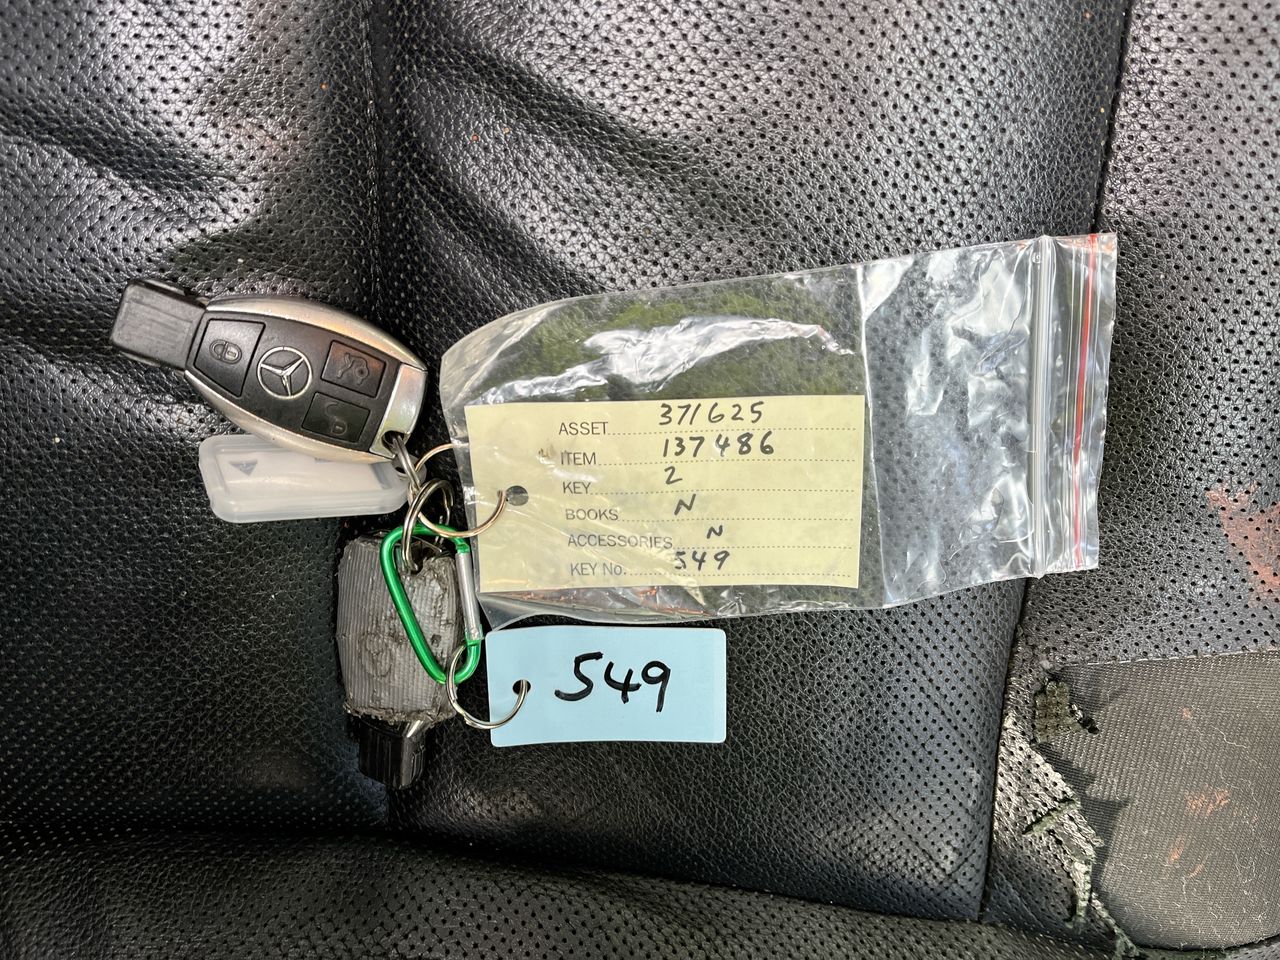 ASSET 371625
ITEM 137486
KEY 2
BOOKS N
ACCESSORIES N
KEY No. 549
549